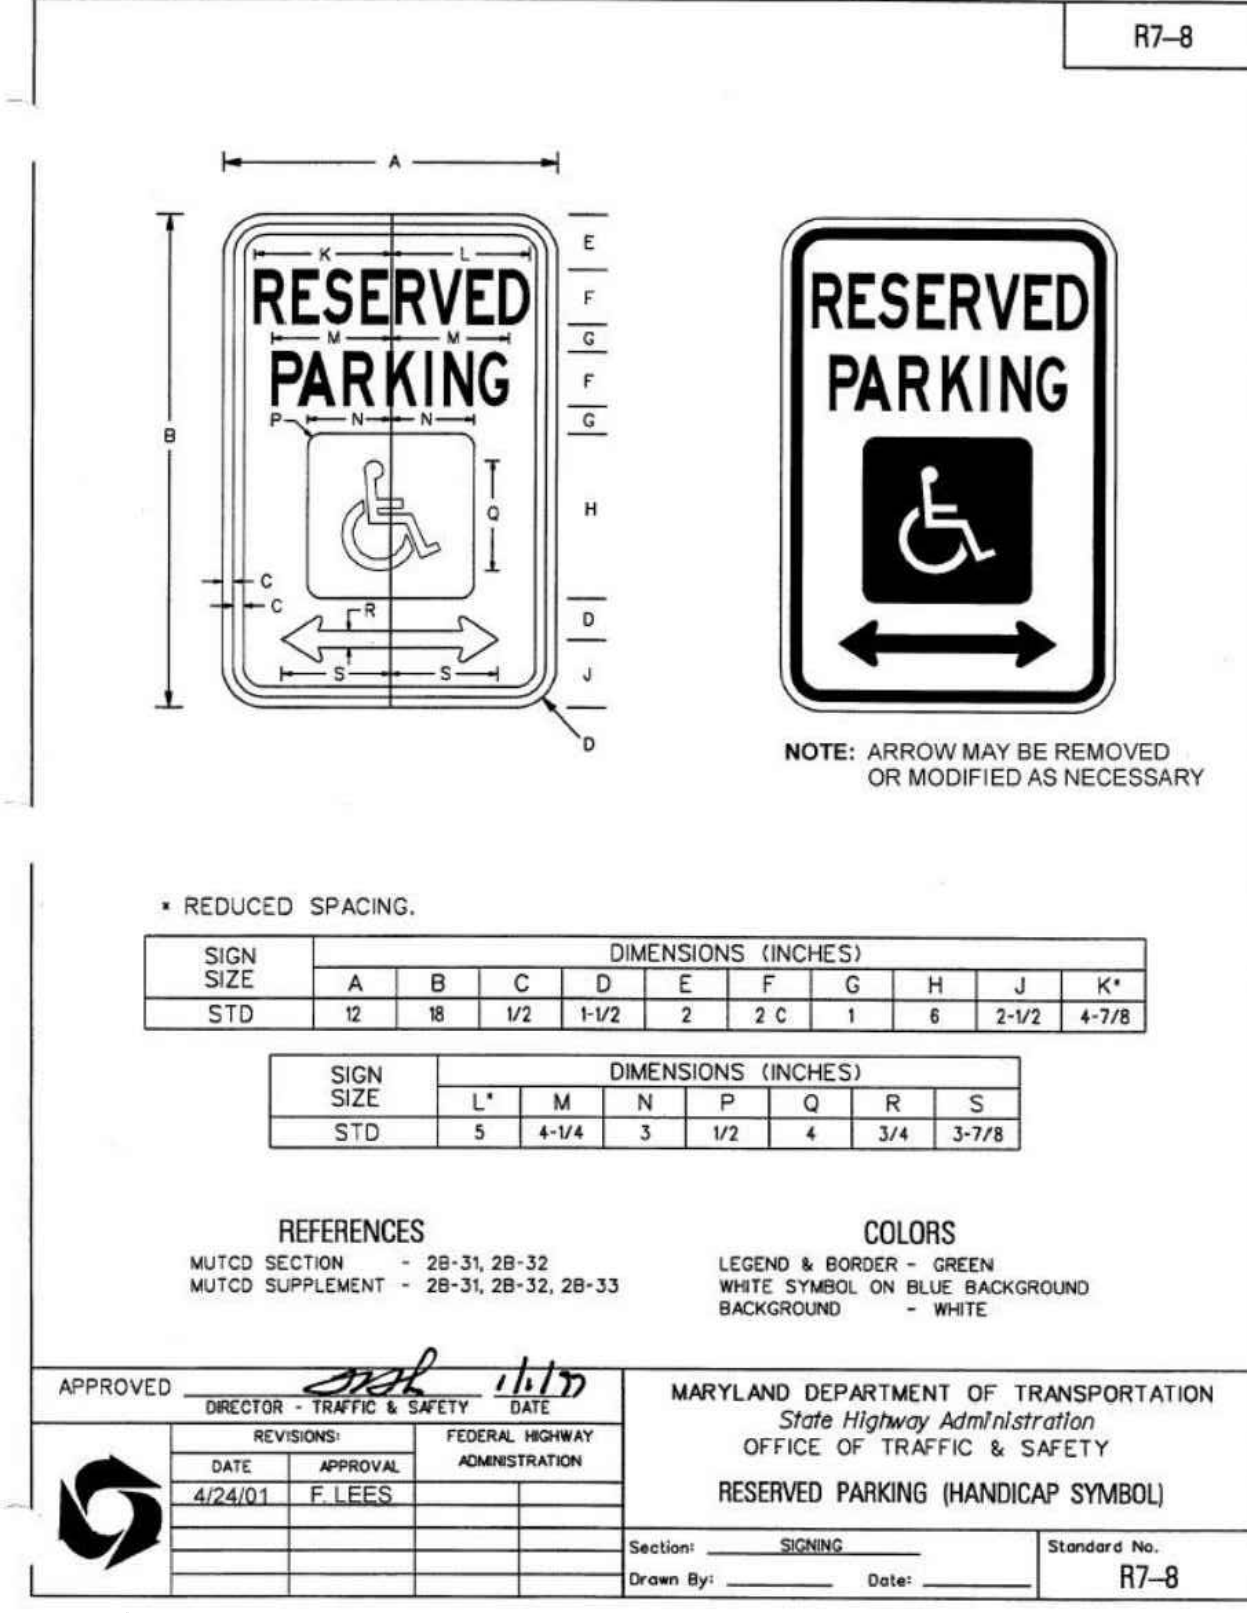 R7-8
A
E
K L
RESERVED
F
M M
G
PARKING
F
P N N
G
B
Q
H
C
C
R
D
S S
J
D
RESERVED
PARKING
NOTE: ARROW MAY BE REMOVED
OR MODIFIED AS NECESSARY
* REDUCED SPACING.
SIGN SIZE DIMENSIONS (INCHES)
A B C D E F G H J K*
STD 12 18 1/2 1-1/2 2 2 C 1 6 2-1/2 4-7/8
SIGN SIZE DIMENSIONS (INCHES)
L* M N P Q R S
STD 5 4-1/4 3 1/2 4 3/4 3-7/8
REFERENCES
MUTCD SECTION - 2B-31, 2B-32
MUTCD SUPPLEMENT - 2B-31, 2B-32, 2B-33
COLORS
LEGEND & BORDER - GREEN
WHITE SYMBOL ON BLUE BACKGROUND
BACKGROUND - WHITE
APPROVED
DIRECTOR - TRAFFIC & SAFETY DATE
REVISIONS: FEDERAL HIGHWAY
ADMINISTRATION
DATE APPROVAL
4/24/01 F. LEES
MARYLAND DEPARTMENT OF TRANSPORTATION
State Highway Administration
OFFICE OF TRAFFIC & SAFETY
RESERVED PARKING (HANDICAP SYMBOL)
Section: SIGNING
Drawn By: Date:
Standard No.
R7-8